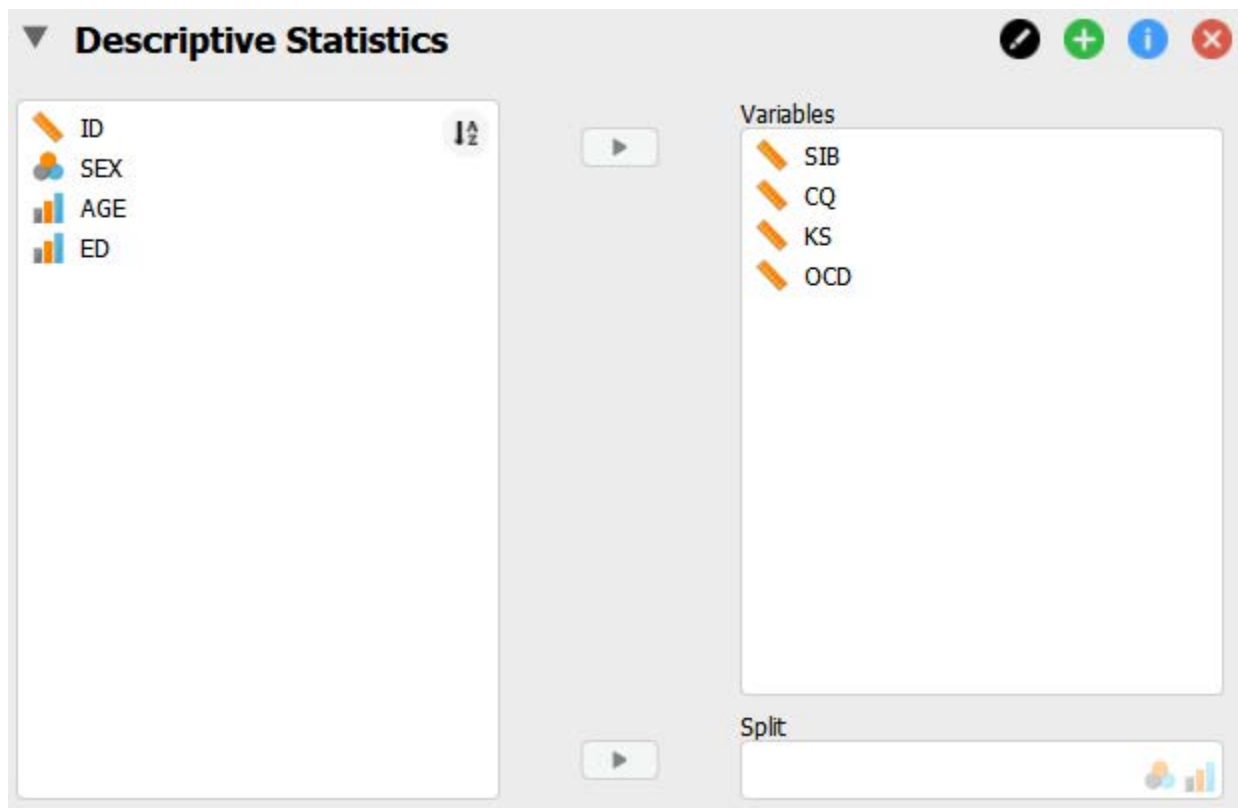 Descriptive Statistics
ID
SEX
AGE
ED
Variables
SIB
CQ
KS
OCD
Split